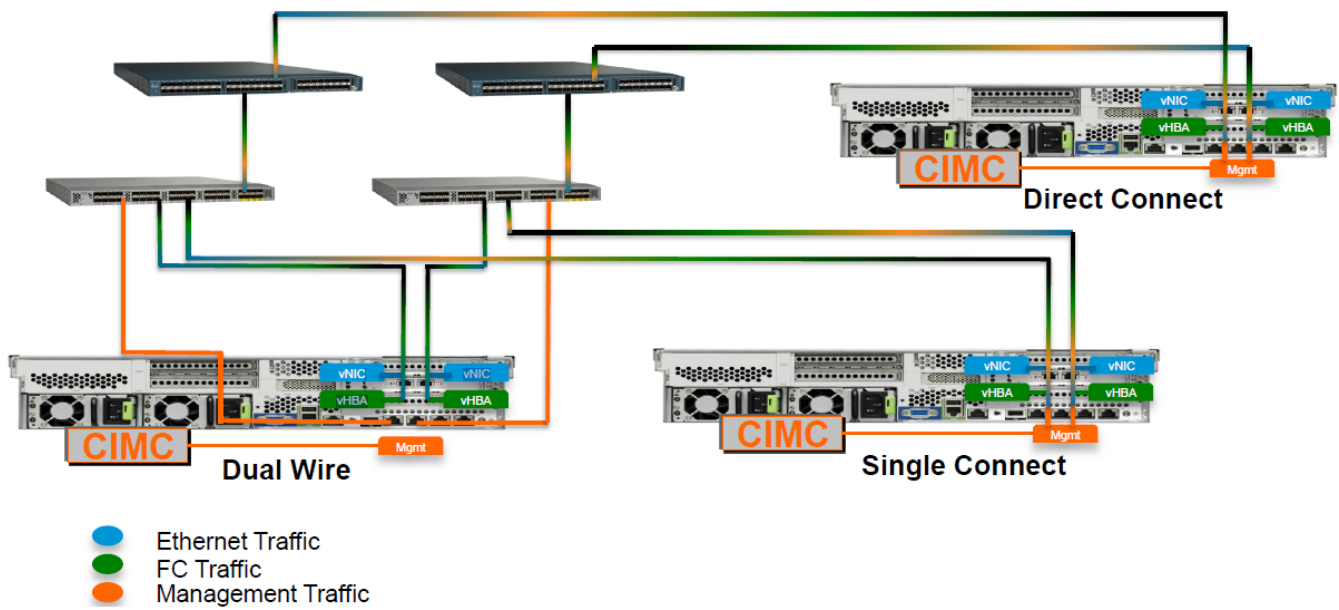 vNIC
vNIC
vHBA
vHBA
CIMC
Mgmt
Direct Connect
vNIC
vNIC
vHBA
vHBA
CIMC
Mgmt
Dual Wire
vNIC
vNIC
vHBA
vHBA
CIMC
Mgmt
Single Connect
Ethernet Traffic
FC Traffic
Management Traffic